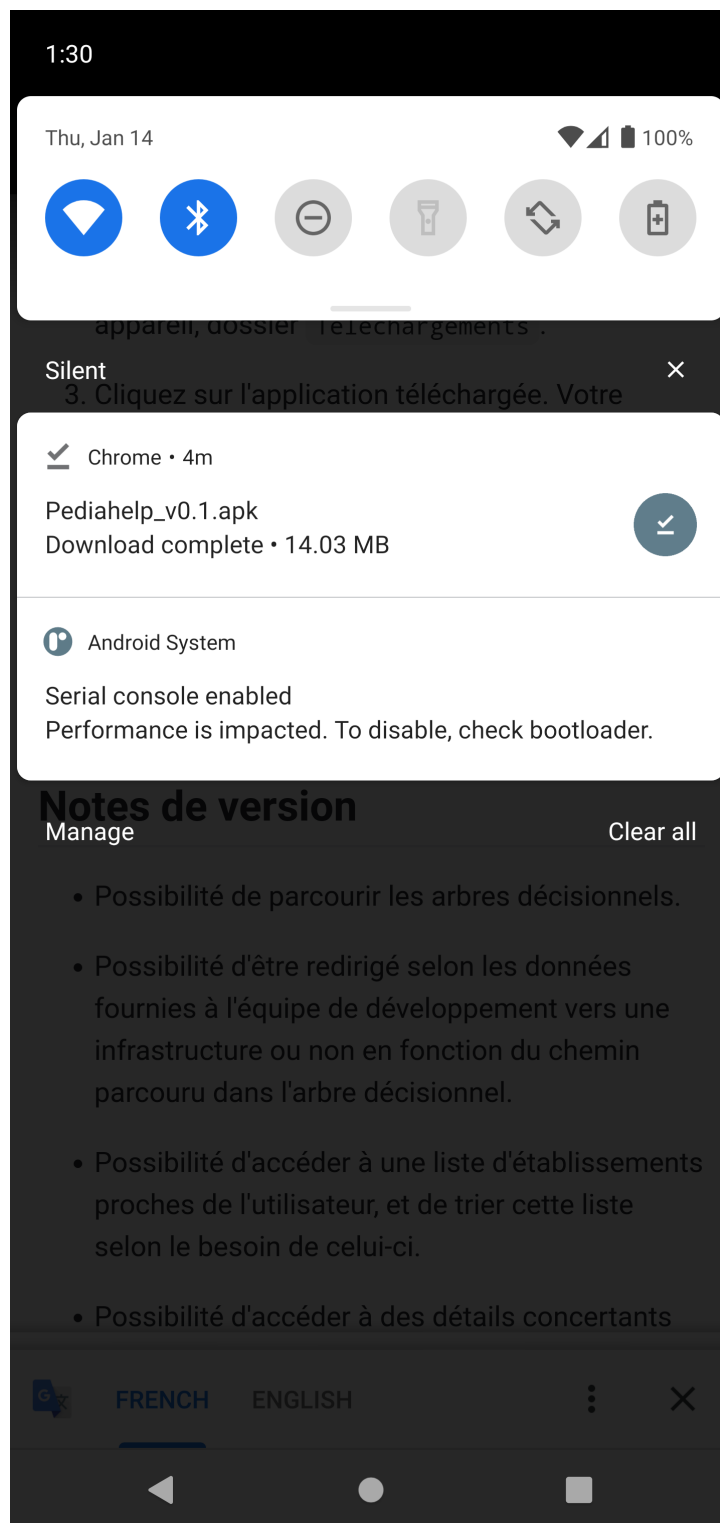 1:30
Thu, Jan 14
100%
appareil, dossier Téléchargements .
Silent
3. Cliquez sur l'application téléchargée. Votre
Chrome • 4m
Pediahelp_v0.1.apk
Download complete • 14.03 MB
Android System
Serial console enabled
Performance is impacted. To disable, check bootloader.
Notes de version
Manage
Clear all
• Possibilité de parcourir les arbres décisionnels.
• Possibilité d'être redirigé selon les données
fournies à l'équipe de développement vers une
infrastructure ou non en fonction du chemin
parcouru dans l'arbre décisionnel.
• Possibilité d'accéder à une liste d'établissements
proches de l'utilisateur, et de trier cette liste
selon le besoin de celui-ci.
• Possibilité d'accéder à des détails concertants
FRENCH
ENGLISH